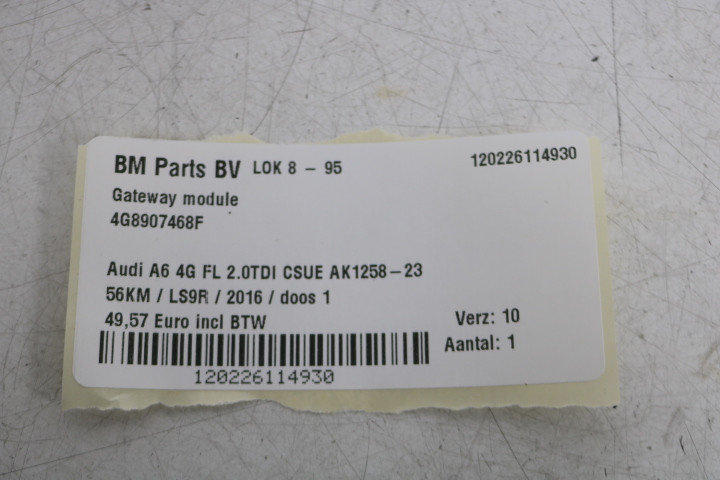 BM Parts BV LOK 8 - 95 120226114930
Gateway module
4G8907468F
Audi A6 4G FL 2.0TDI CSUE AK1258-23
56KM / LS9R / 2016 / doos 1
49,57 Euro incl BTW Verz: 10
Aantal: 1
120226114930